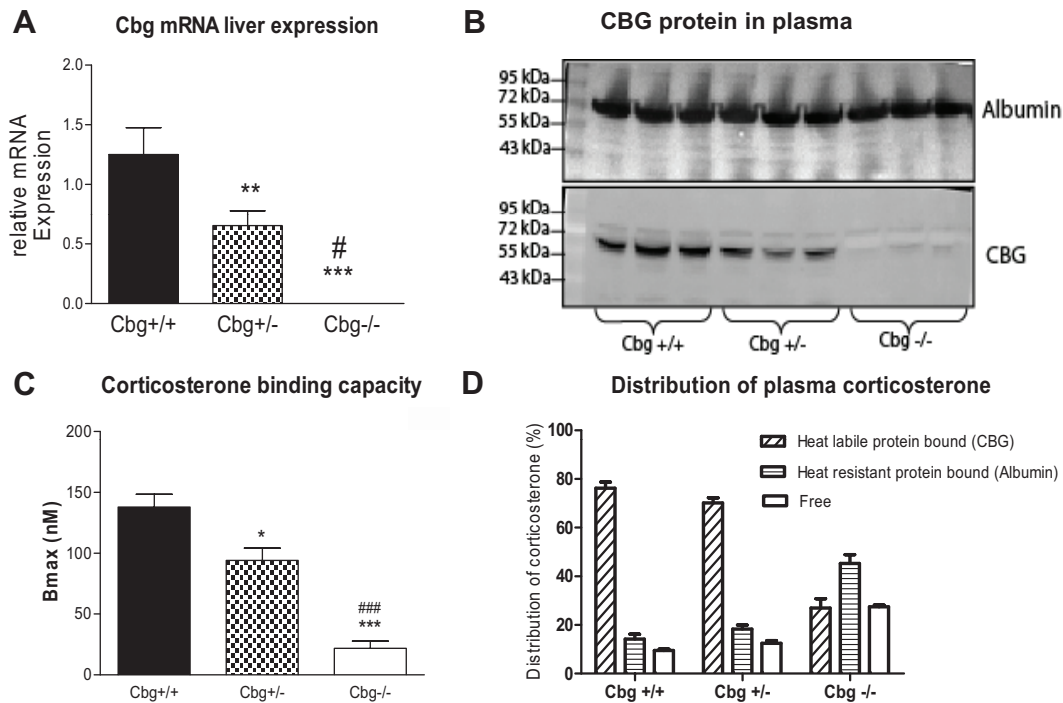 A
Cbg mRNA liver expression
relative mRNA
Expression
2.0
1.5
1.0
0.5
0.0
**
#
***
Cbg+/+
Cbg+/-
Cbg-/-
B
CBG protein in plasma
95 kDa
72 kDa
55 kDa
43 kDa
Albumin
95 kDa
72 kDa
55 kDa
43 kDa
CBG
Cbg +/+
Cbg +/-
Cbg -/-
C
Corticosterone binding capacity
Bmax (nM)
200
150
100
50
0
*
###
***
Cbg+/+
Cbg+/-
Cbg-/-
D
Distribution of plasma corticosterone
Distribution of corticosterone (%)
100
80
60
40
20
0
Heat labile protein bound (CBG)
Heat resistant protein bound (Albumin)
Free
Cbg +/+
Cbg +/-
Cbg -/-